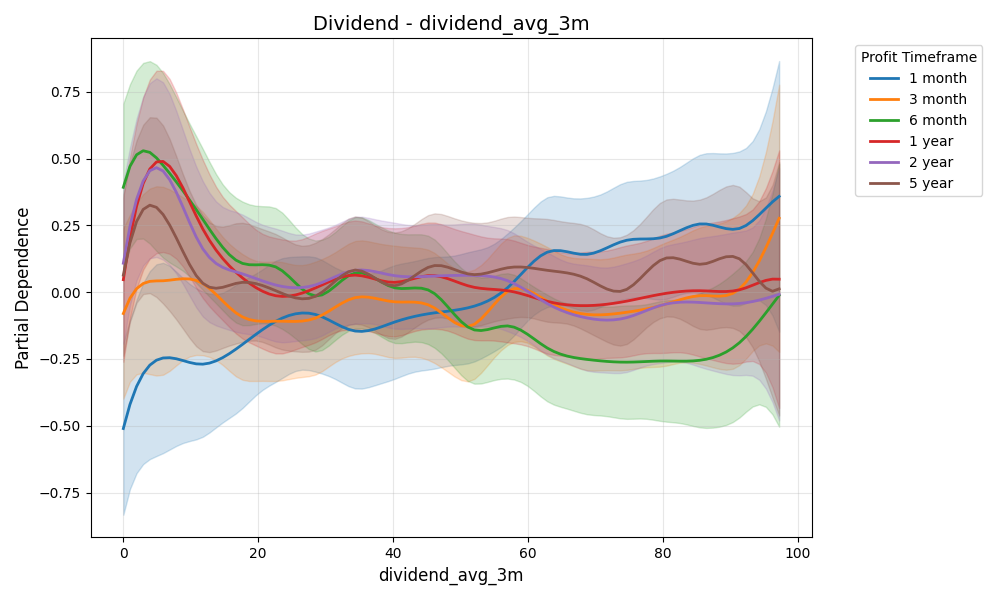 Dividend - dividend_avg_3m
Profit Timeframe
1 month
3 month
6 month
1 year
2 year
5 year
Partial Dependence
0.75
0.50
0.25
0.00
−0.25
−0.50
−0.75
0
20
40
60
80
100
dividend_avg_3m